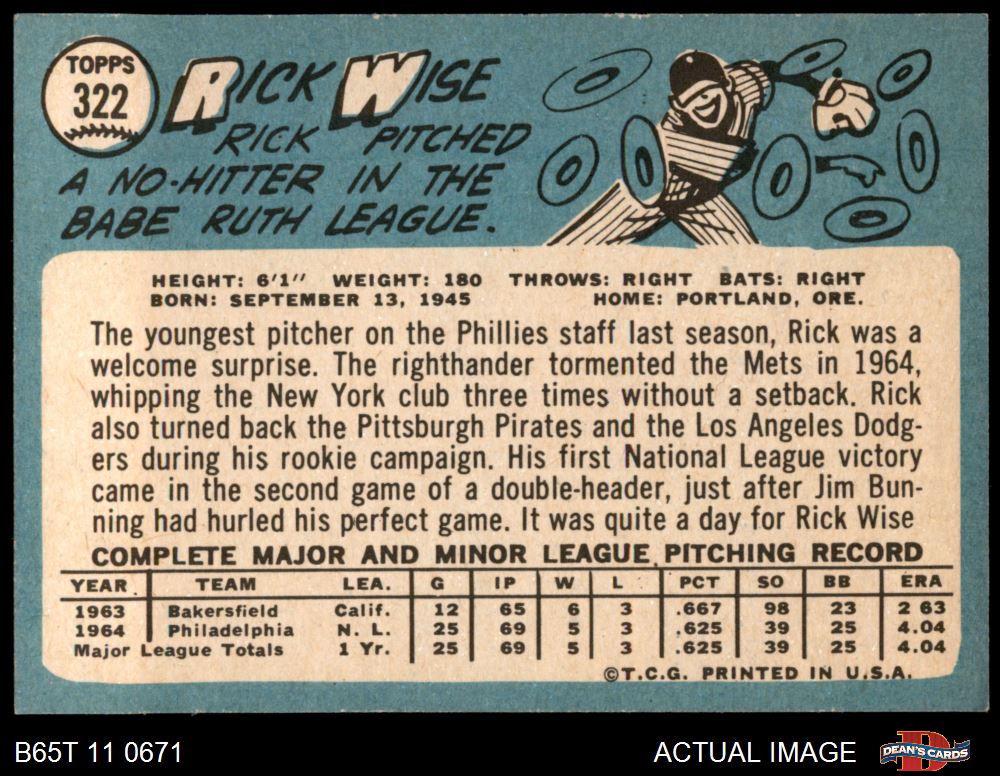 TOPPS
322
RICK WISE
RICK PITCHED
A NO-HITTER IN THE
BABE RUTH LEAGUE.
HEIGHT: 6'1" WEIGHT: 180 THROWS: RIGHT BATS: RIGHT
BORN: SEPTEMBER 13, 1945 HOME: PORTLAND, ORE.
The youngest pitcher on the Phillies staff last season, Rick was a
welcome surprise. The righthander tormented the Mets in 1964,
whipping the New York club three times without a setback. Rick
also turned back the Pittsburgh Pirates and the Los Angeles Dodg-
ers during his rookie campaign. His first National League victory
came in the second game of a double-header, just after Jim Bun-
ning had hurled his perfect game. It was quite a day for Rick Wise
COMPLETE MAJOR AND MINOR LEAGUE PITCHING RECORD
YEAR TEAM LEA. G IP W L PCT SO BB ERA
1963 Bakersfield Calif. 12 65 6 3 .667 98 23 2 63
1964 Philadelphia N. L. 25 69 5 3 .625 39 25 4.04
Major League Totals 1 Yr. 25 69 5 3 .625 39 25 4.04
©T.C.G. PRINTED IN U.S.A.
B65T 11 0671 ACTUAL IMAGE DEAN'S CARDS